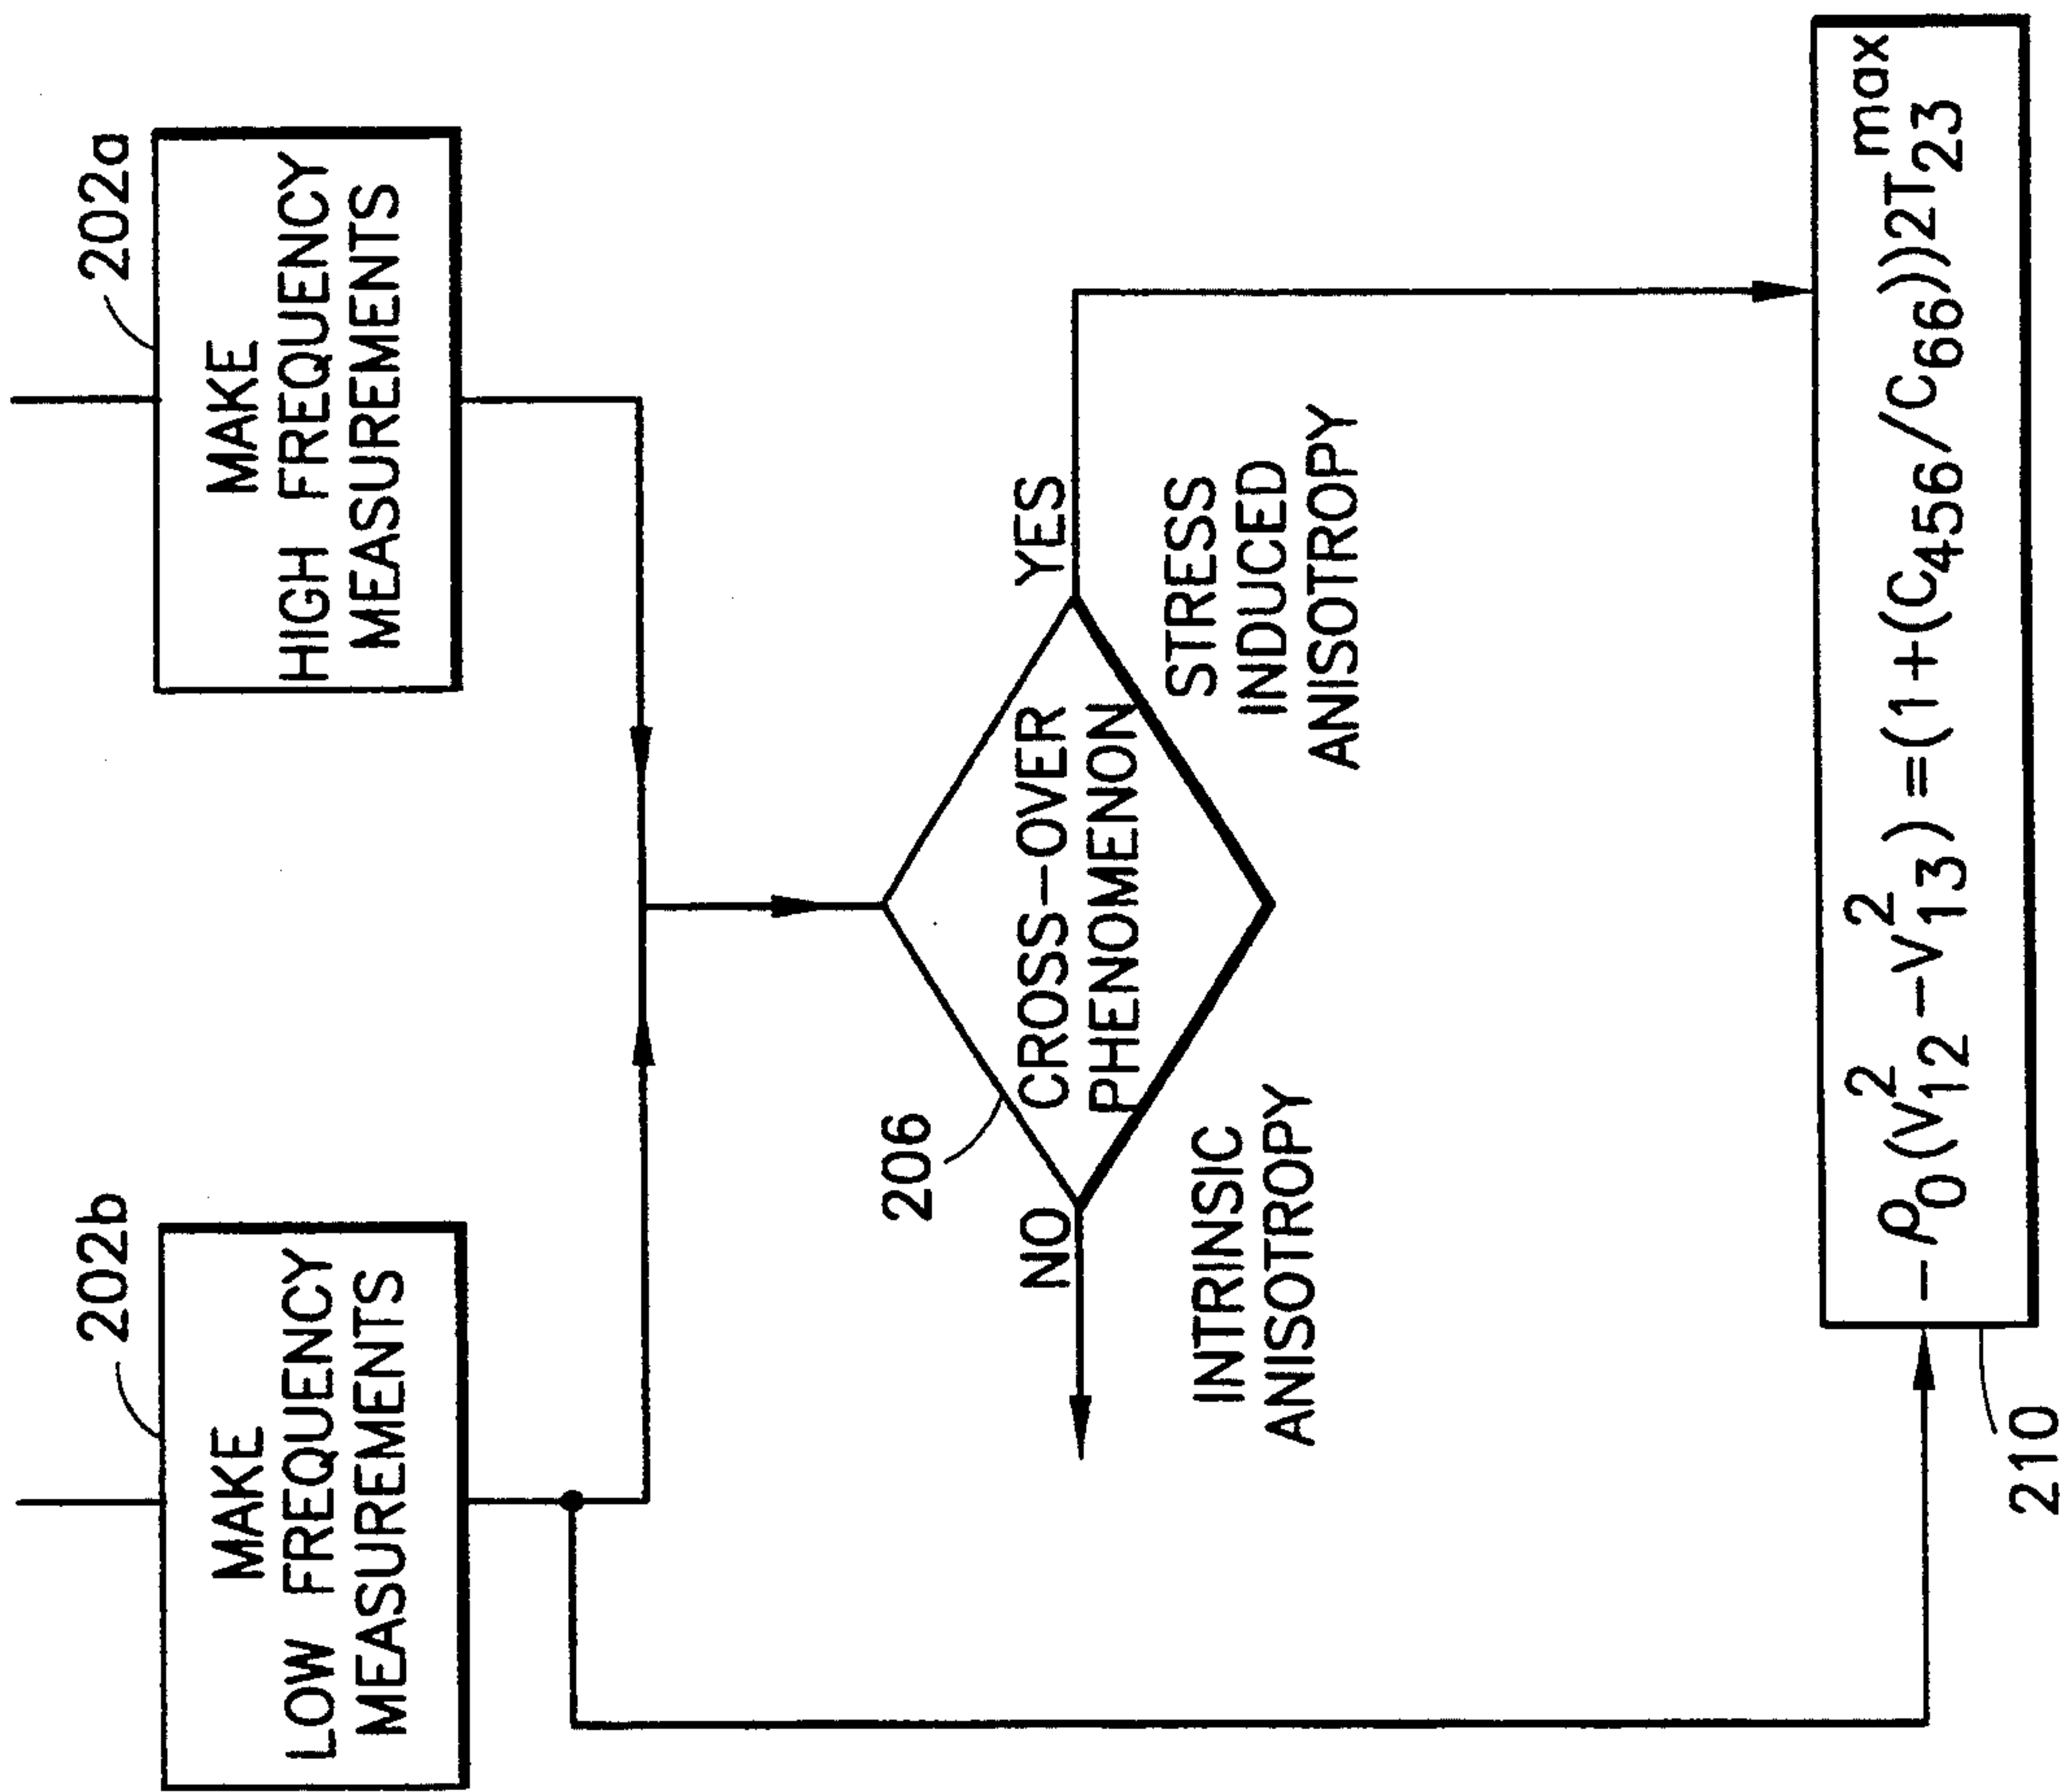 202b
MAKE
LOW FREQUENCY
MEASUREMENTS
202a
MAKE
HIGH FREQUENCY
MEASUREMENTS
206
CROSS-OVER
PHENOMENON
NO
INTRINSIC
ANISOTROPY
YES
STRESS
INDUCED
ANISOTROPY
-ρ₀(V₁₂²-V₁₃²)=(1+(C₄₅₆/C₆₆))2T₂₃ᵐᵃˣ
210